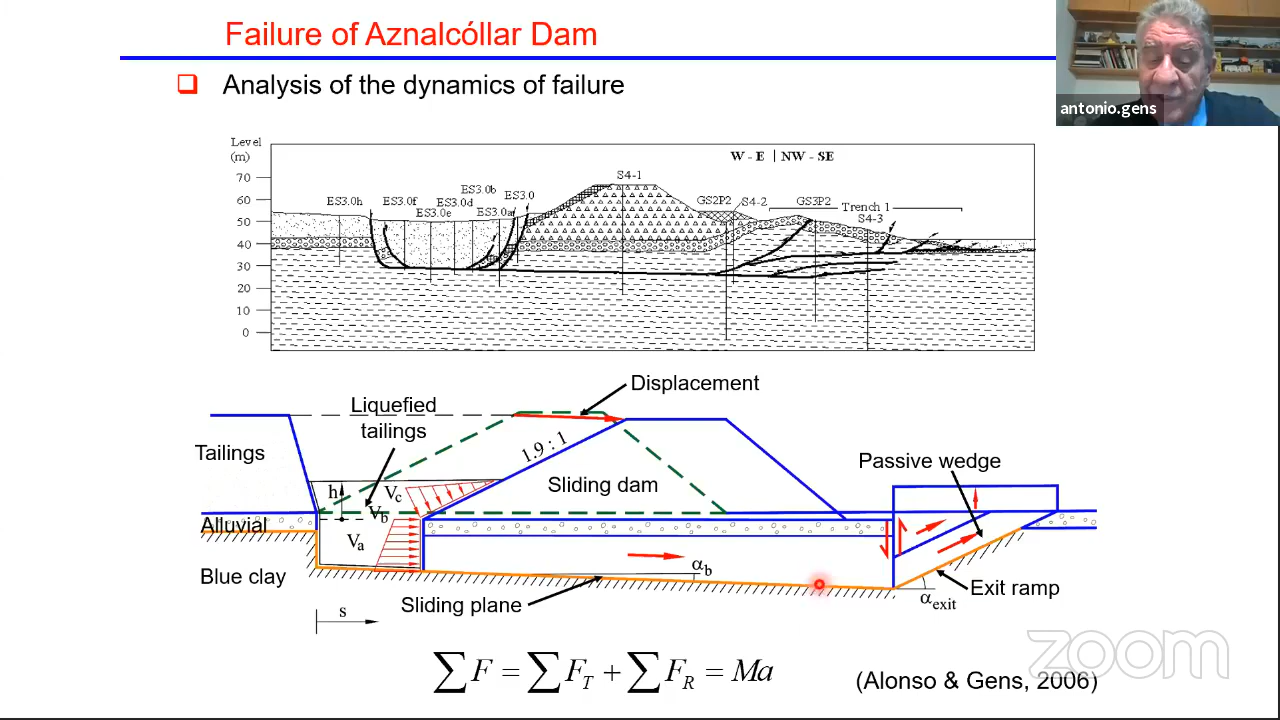 Failure of Aznalcóllar Dam
antonio.gens
Analysis of the dynamics of failure
Level
(m)
W - E | NW - SE
70
60
50
40
30
20
10
0
ES3.0h
ES3.0f
ES3.0e
ES3.0d
ES3.0b
ES3.0a
ES3.0
S4-1
GS2P2
S4-2
GS3P2
Trench 1
S4-3
Displacement
Liquefied
tailings
Tailings
1.9 : 1
Passive wedge
h
Vc
Vb
Sliding dam
Alluvial
Va
Blue clay
αb
Sliding plane
αexit
Exit ramp
s
∑F = ∑F_T + ∑F_R = Ma
(Alonso & Gens, 2006)
zoom